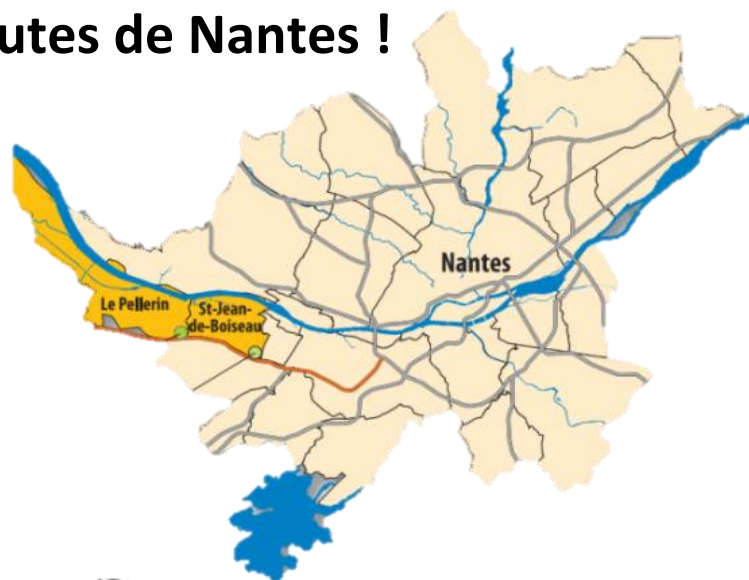 utes de Nantes !
Nantes
Le Pellerin
St-Jean-
de-Boiseau